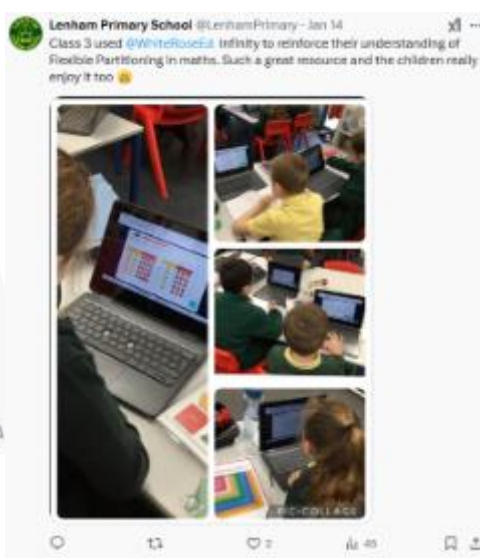 Lenham Primary School @LenhamPrimary - Jan 14
Class 3 used @WhiteRoseEd Infinity to reinforce their understanding of
Flexible Partitioning in maths. Such a great resource and the children really
enjoy it too
PIC-COLLAGE
2